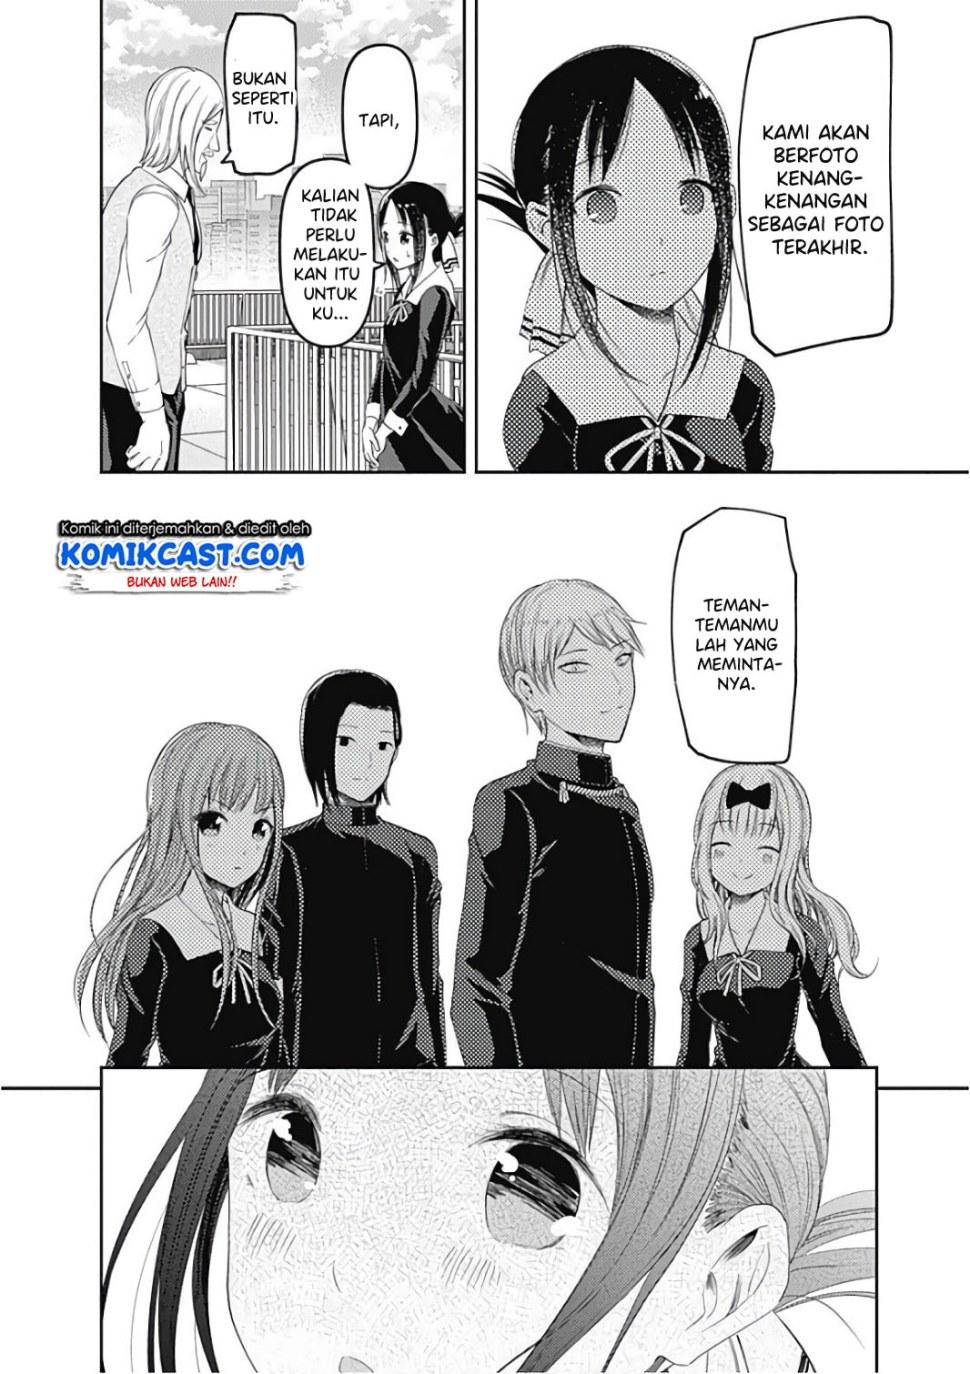 KAMI AKAN
BERFOTO
KENANG-
KENANGAN
SEBAGAI FOTO
TERAKHIR.
TAPI,
KALIAN
TIDAK
PERLU
MELAKU-
KAN ITU
UNTUK
KU...
BUKAN
SEPERTI
ITU.
TEMAN-
TEMANMU
LAH YANG
MEMINTA-
NYA.
Komik ini diterjemahkan & diedit oleh
KOMIKCAST.COM
BUKAN WEB LAIN!!